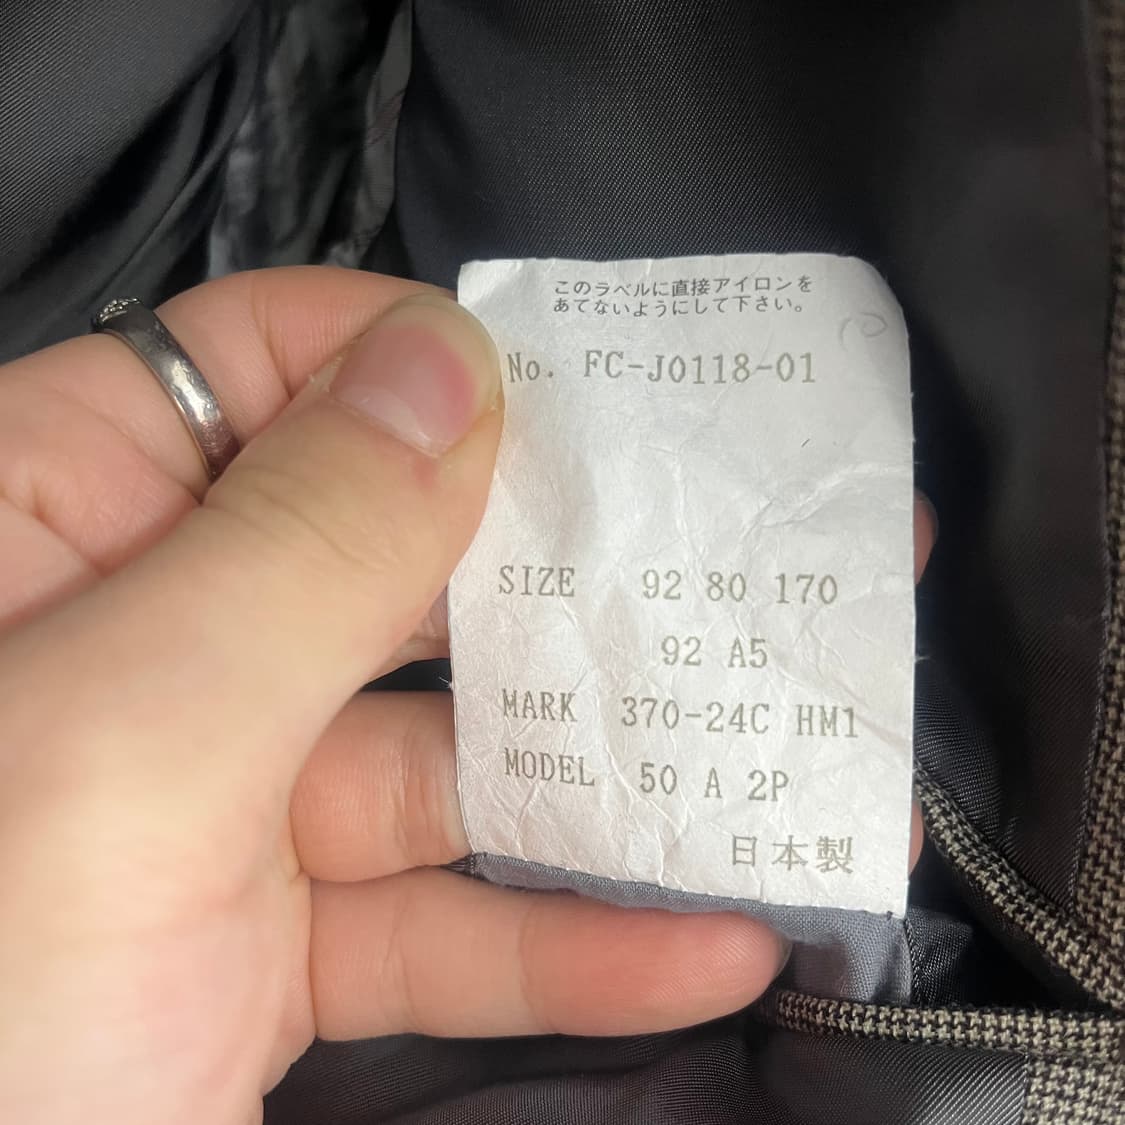 このラベルに直接アイロンを
あてないようにして下さい。
No. FC-J0118-01
SIZE 92 80 170
92 A5
MARK 370-24C HM1
MODEL 50 A 2P
日本製